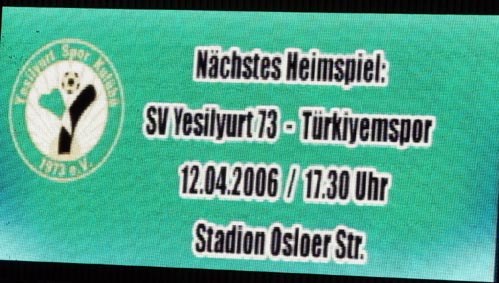 Yesilyurt Spor Kulübü
1973 e.V.
Nächstes Heimspiel:
SV Yesilyurt 73 - Türkiyemspor
12.04.2006 / 17.30 Uhr
Stadion Osloer Str.